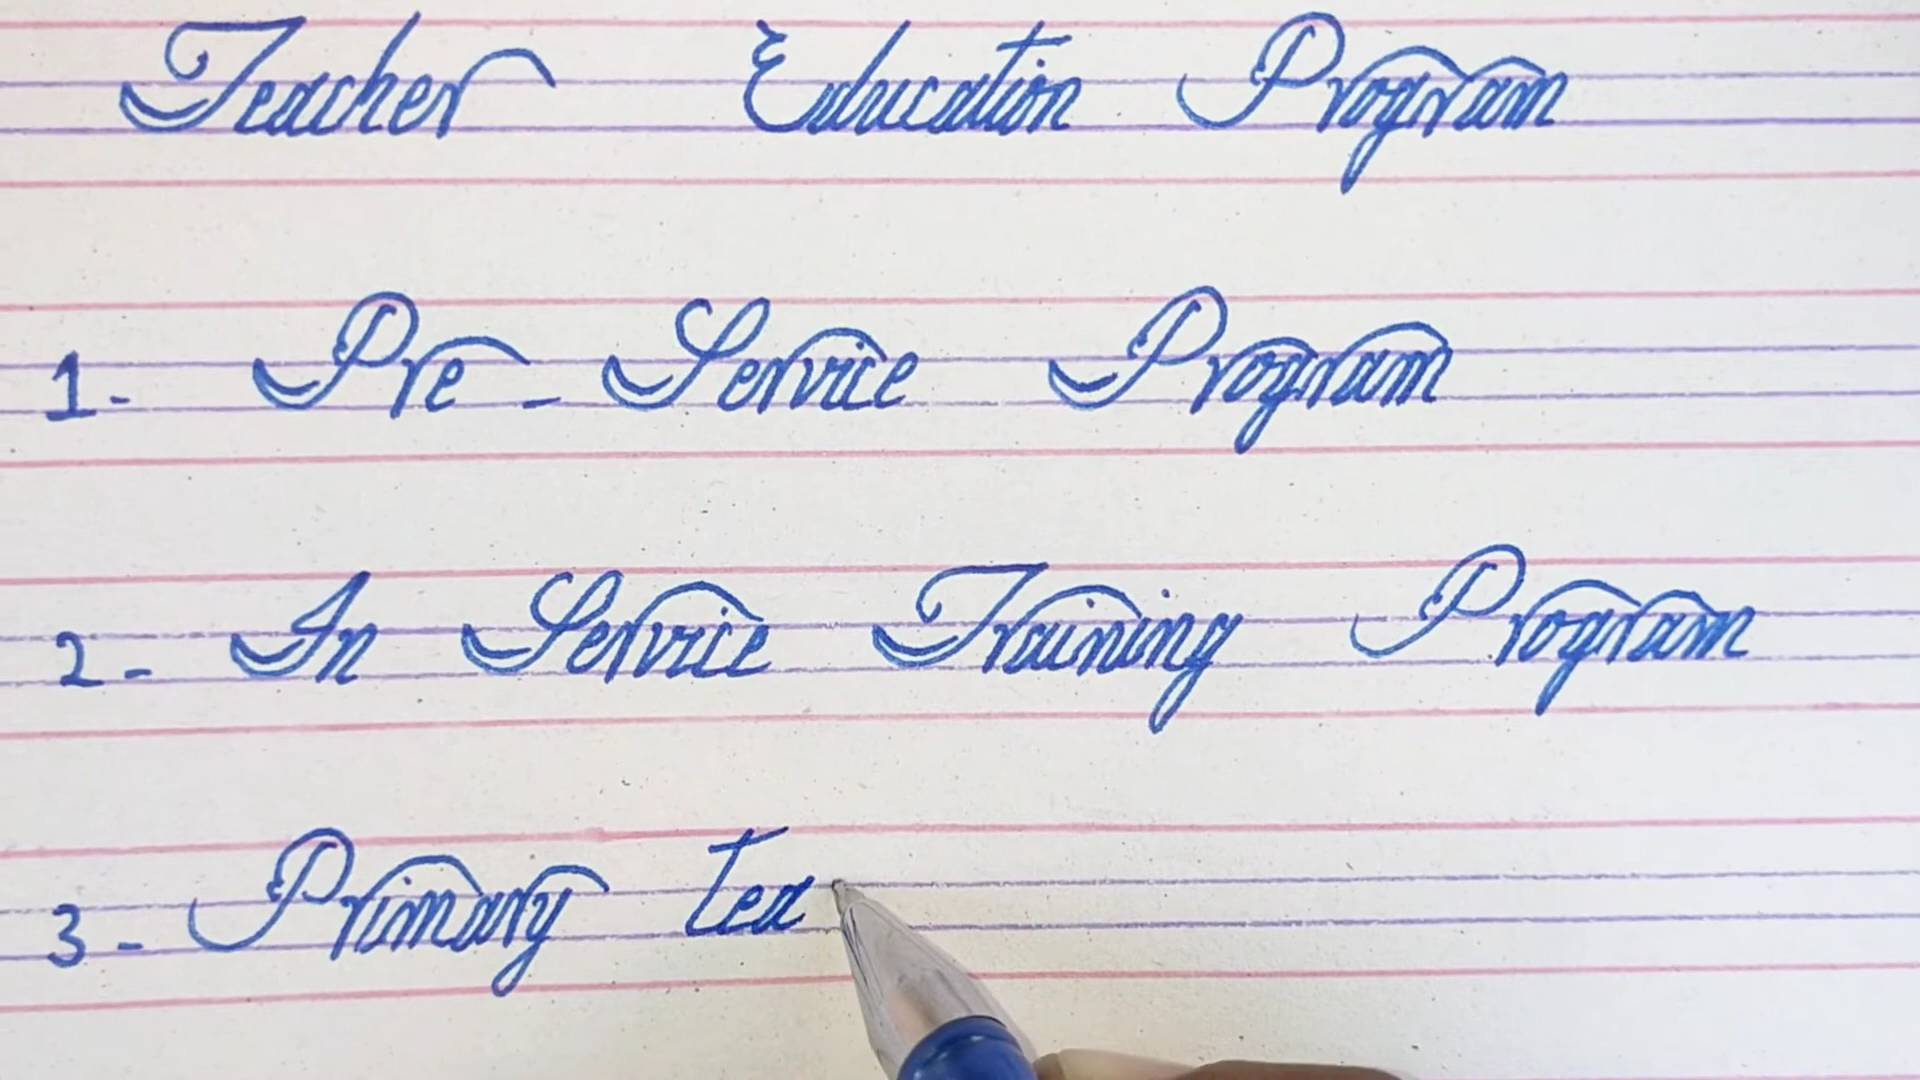 Teacher Education Program
1- Pre - Service Program
2- In Service Training Program
3- Primary Tea